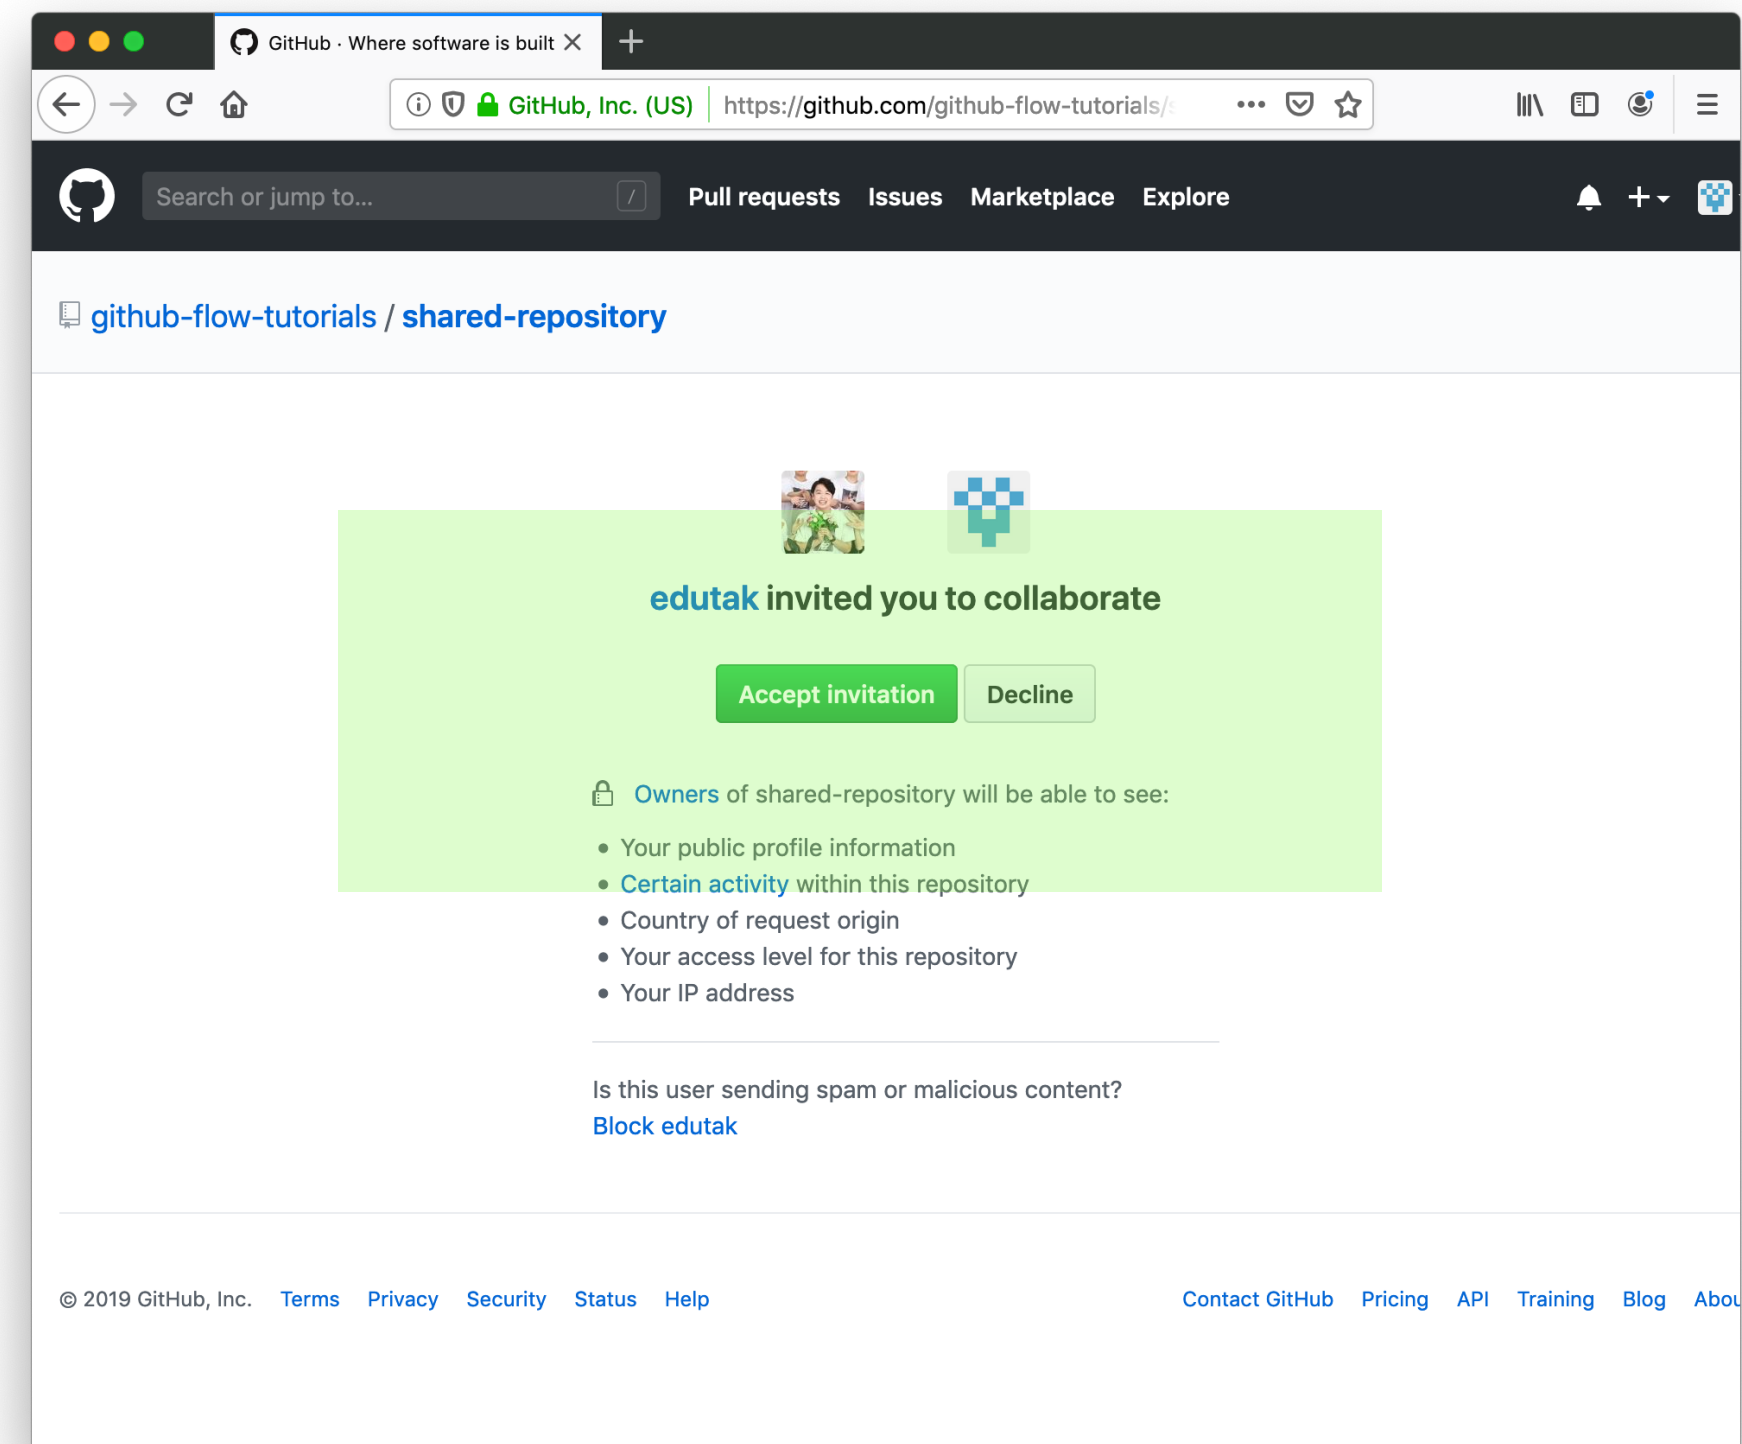 GitHub · Where software is built
GitHub, Inc. (US) https://github.com/github-flow-tutorials/
Search or jump to... /
Pull requests Issues Marketplace Explore
github-flow-tutorials / shared-repository
edutak invited you to collaborate
Accept invitation Decline
Owners of shared-repository will be able to see:
• Your public profile information
• Certain activity within this repository
• Country of request origin
• Your access level for this repository
• Your IP address
Is this user sending spam or malicious content?
Block edutak
© 2019 GitHub, Inc. Terms Privacy Security Status Help Contact GitHub Pricing API Training Blog Abou